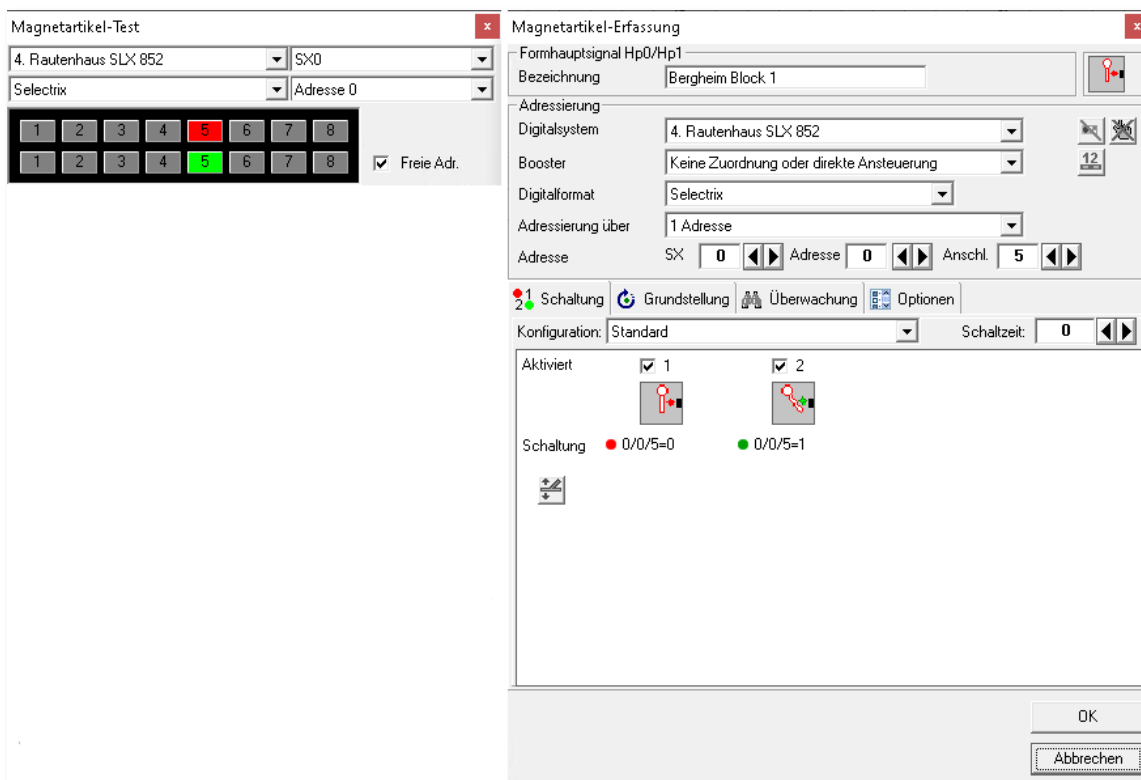 Magnetartikel-Test
x
4. Rautenhaus SLX 852
SX0
Selectrix
Adresse 0
1 2 3 4 5 6 7 8
1 2 3 4 5 6 7 8
Freie Adr.
Magnetartikel-Erfassung
x
Formhauptsignal Hp0/Hp1
Bezeichnung Bergheim Block 1
Adressierung
Digitalsystem 4. Rautenhaus SLX 852
Booster Keine Zuordnung oder direkte Ansteuerung
12
Digitalformat Selectrix
Adressierung über 1 Adresse
Adresse SX 0 Adresse 0 Anschl. 5
1 2 Schaltung Grundstellung Überwachung Optionen
Konfiguration: Standard Schaltzeit: 0
Aktiviert 1 2
Schaltung 0/0/5=0 0/0/5=1
OK
Abbrechen